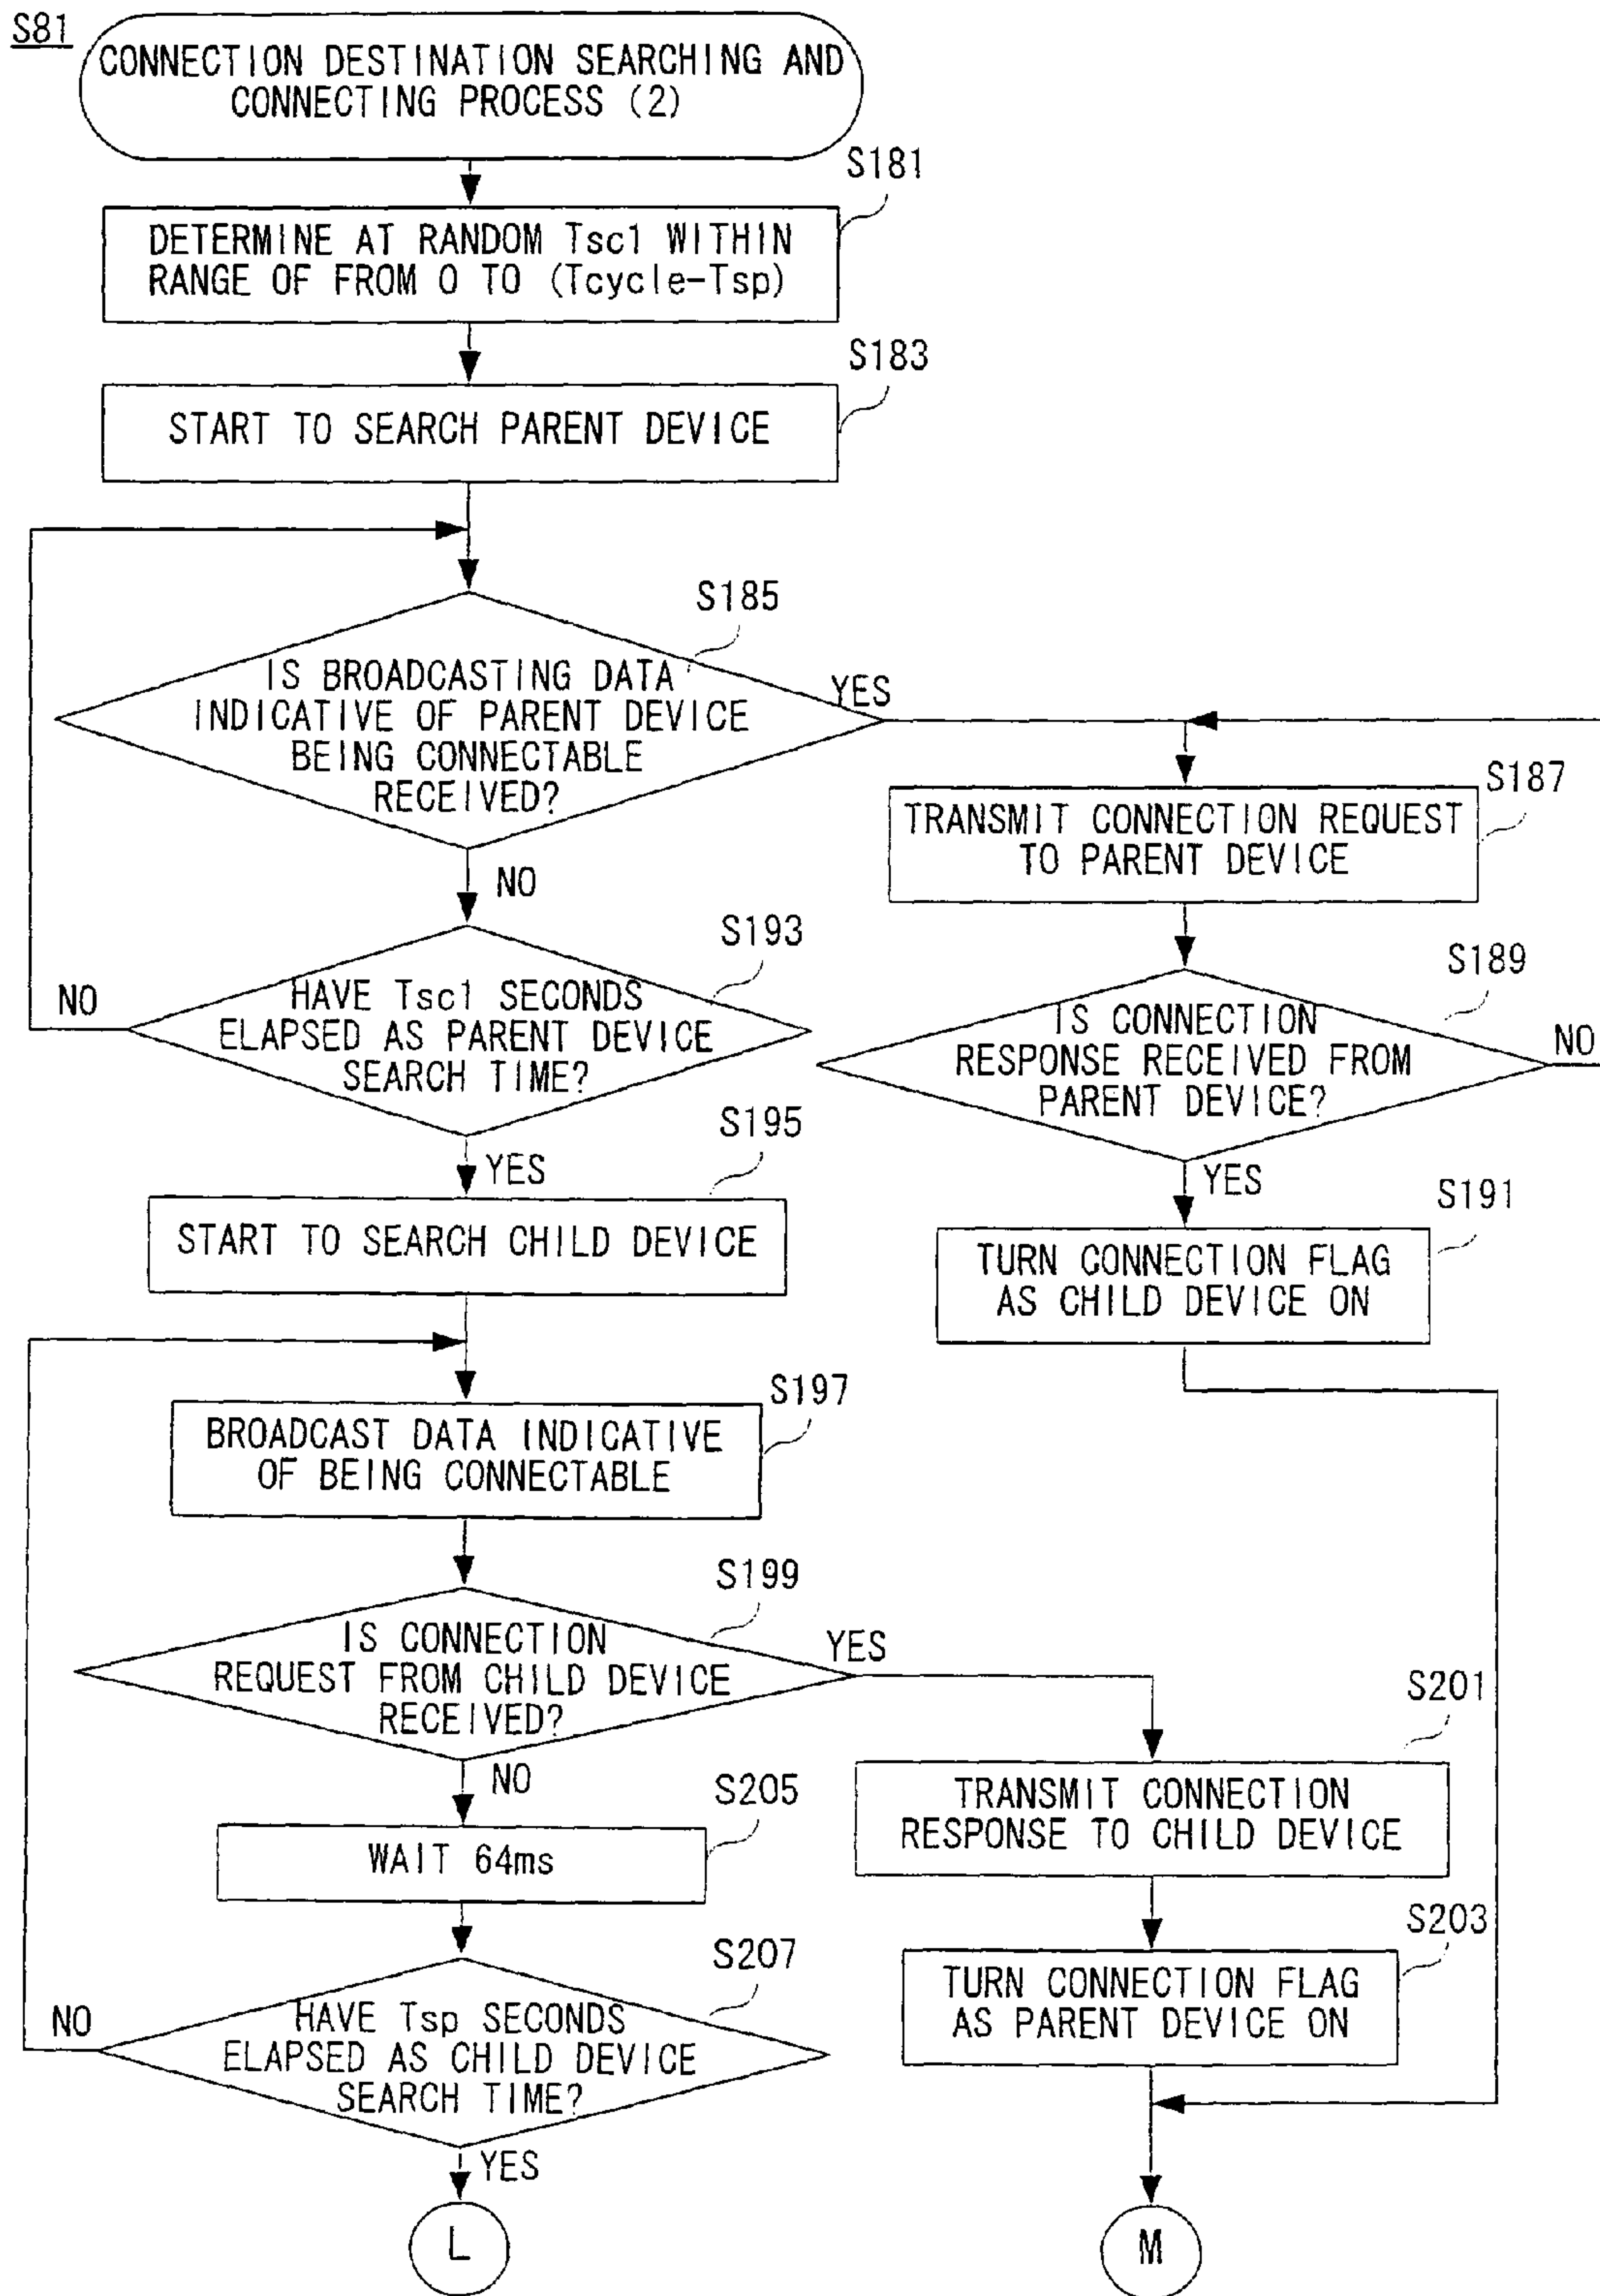 S81
CONNECTION DESTINATION SEARCHING AND
CONNECTING PROCESS (2)
S181
DETERMINE AT RANDOM Tsc1 WITHIN
RANGE OF FROM 0 TO (Tcycle-Tsp)
S183
START TO SEARCH PARENT DEVICE
S185
IS BROADCASTING DATA
INDICATIVE OF PARENT DEVICE
BEING CONNECTABLE
RECEIVED?
YES
NO
S187
TRANSMIT CONNECTION REQUEST
TO PARENT DEVICE
S193
HAVE Tsc1 SECONDS
ELAPSED AS PARENT DEVICE
SEARCH TIME?
NO
YES
S189
IS CONNECTION
RESPONSE RECEIVED FROM
PARENT DEVICE?
NO
YES
S195
START TO SEARCH CHILD DEVICE
S191
TURN CONNECTION FLAG
AS CHILD DEVICE ON
S197
BROADCAST DATA INDICATIVE
OF BEING CONNECTABLE
S199
IS CONNECTION
REQUEST FROM CHILD DEVICE
RECEIVED?
YES
NO
S201
TRANSMIT CONNECTION
RESPONSE TO CHILD DEVICE
S205
WAIT 64ms
S203
TURN CONNECTION FLAG
AS PARENT DEVICE ON
S207
HAVE Tsp SECONDS
ELAPSED AS CHILD DEVICE
SEARCH TIME?
NO
YES
L
M